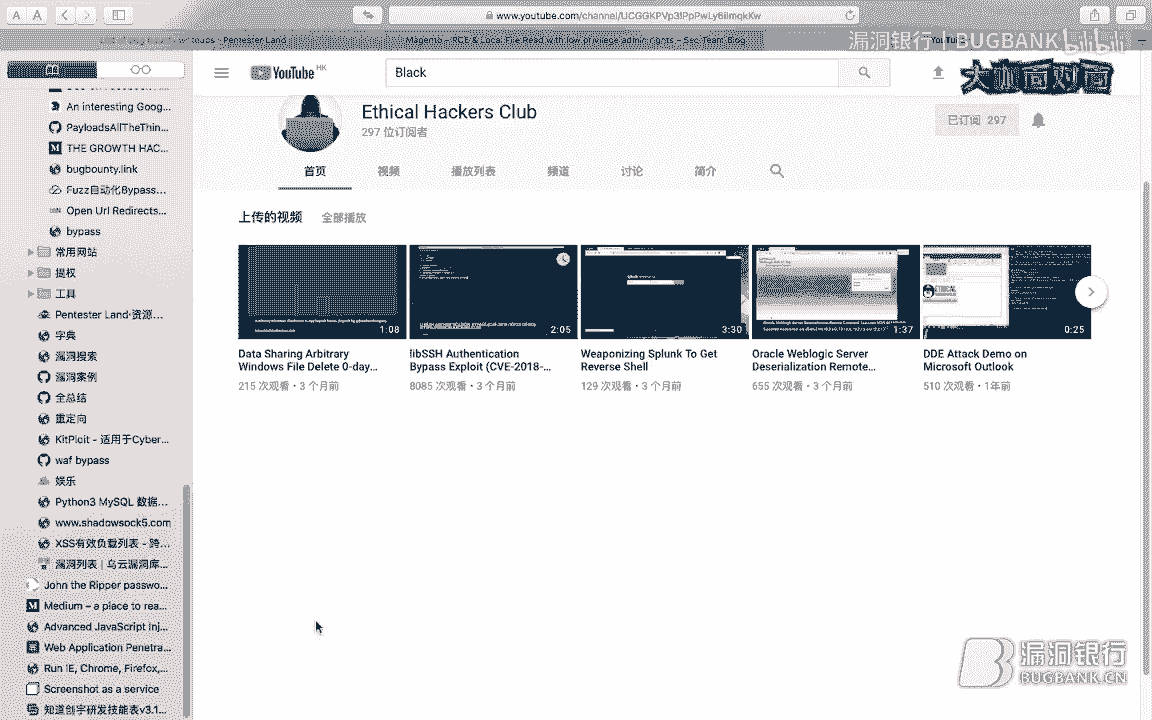 A A
www.youtube.com/channel/UCGGKPVp3lPpPwLy6ilmqkKw
Pentester Land
Magento – RCE & Local File Read with low privilege admin rights – Sec Team Blog
漏洞银行 | BUGBANK
bilibili
YouTube HK
Black
大咖面对面
Ethical Hackers Club
297 位订阅者
已订阅 297
首页 视频 播放列表 频道 讨论 简介
上传的视频 全部播放
1:08
2:05
3:30
1:37
0:25
Data Sharing Arbitrary
Windows File Delete 0-day...
215 次观看 • 3 个月前
libSSH Authentication
Bypass Exploit (CVE-2018-...
8085 次观看 • 3 个月前
Weaponizing Splunk To Get
Reverse Shell
129 次观看 • 3 个月前
Oracle Weblogic Server
Deserialization Remote...
655 次观看 • 3 个月前
DDE Attack Demo on
Microsoft Outlook
510 次观看 • 1年前
An interesting Goog...
PayloadsAllTheThin...
THE GROWTH HAC...
bugbounty.link
Fuzz自动化Bypass...
Open Url Redirects...
bypass
常用网站
提权
工具
Pentester Land·资源...
字典
漏洞搜索
漏洞案例
全总结
重定向
KitPloit - 适用于Cyber...
waf bypass
娱乐
Python3 MySQL 数据...
www.shadowsock5.com
XSS有效负载列表 - 跨...
漏洞列表 | 乌云漏洞库...
John the Ripper passwo...
Medium – a place to rea...
Advanced JavaScript Inj...
Web Application Penetra...
Run IE, Chrome, Firefox,...
Screenshot as a service
知道创宇研发技能表v3.1...
漏洞银行
BUGBANK.CN